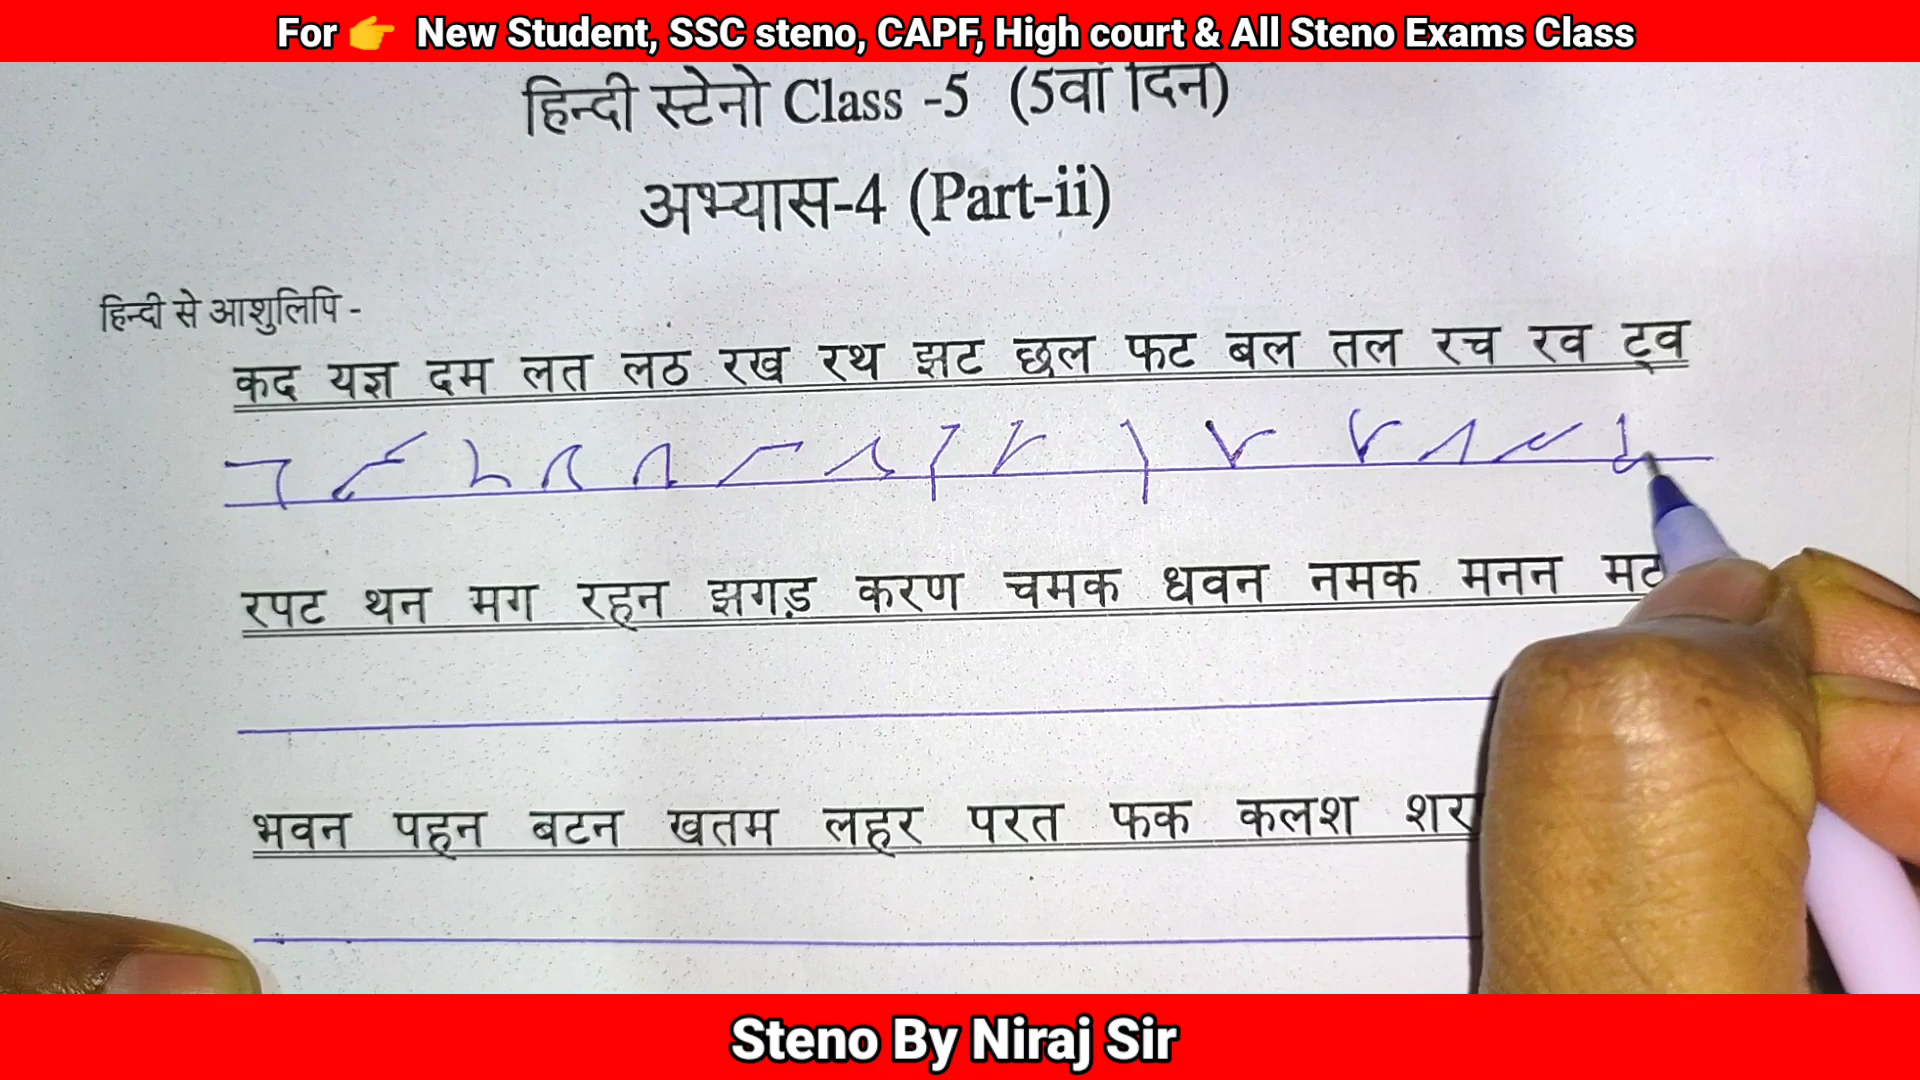 For 👉 New Student, SSC steno, CAPF, High court & All Steno Exams Class
हिन्दी स्टेनो Class -5 (5वां दिन)
अभ्यास-4 (Part-ii)
हिन्दी से आशुलिपि -
कद यज्ञ दम लत लठ रख रथ झट छल फट बल तल रच रव ट्व
रपट थन मग रहन झगड़ करण चमक धवन नमक मनन
भवन पहन बटन खतम लहर परत फक कलश
Steno By Niraj Sir